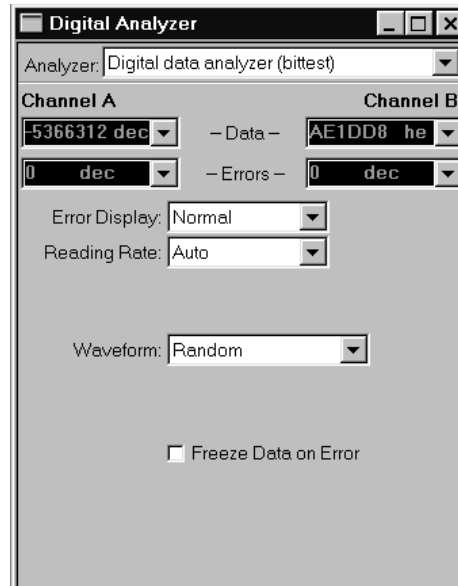 Digital Analyzer
Analyzer: Digital data analyzer (bittest)
Channel A Channel B
-5366312 dec – Data – AE1DD8 he
0 dec – Errors – 0 dec
Error Display: Normal
Reading Rate: Auto
Waveform: Random
Freeze Data on Error